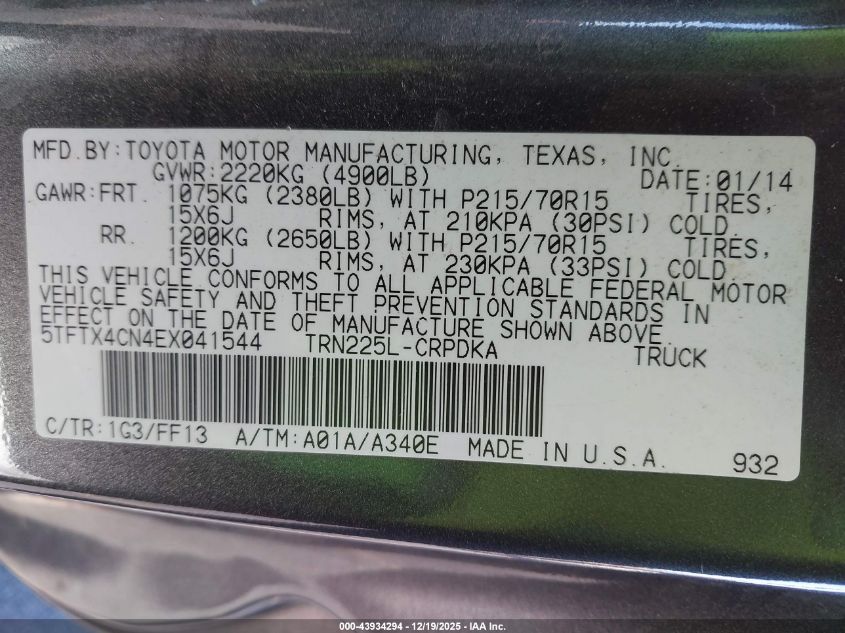 MFD.BY:TOYOTA MOTOR MANUFACTURING, TEXAS, INC.
GVWR:2220KG (4900LB) DATE:01/14
GAWR:FRT. 1075KG (2380LB) WITH P215/70R15 TIRES,
15X6J RIMS, AT 210KPA (30PSI) COLD
RR. 1200KG (2650LB) WITH P215/70R15 TIRES,
15X6J RIMS, AT 230KPA (33PSI) COLD
THIS VEHICLE CONFORMS TO ALL APPLICABLE FEDERAL MOTOR
VEHICLE SAFETY AND THEFT PREVENTION STANDARDS IN
EFFECT ON THE DATE OF MANUFACTURE SHOWN ABOVE.
5TFTX4CN4EX041544 TRN225L-CRPDKA TRUCK
C/TR:1G3/FF13 A/TM:A01A/A340E MADE IN U.S.A. 932
000-43934294 - 12/19/2025 - IAA Inc.